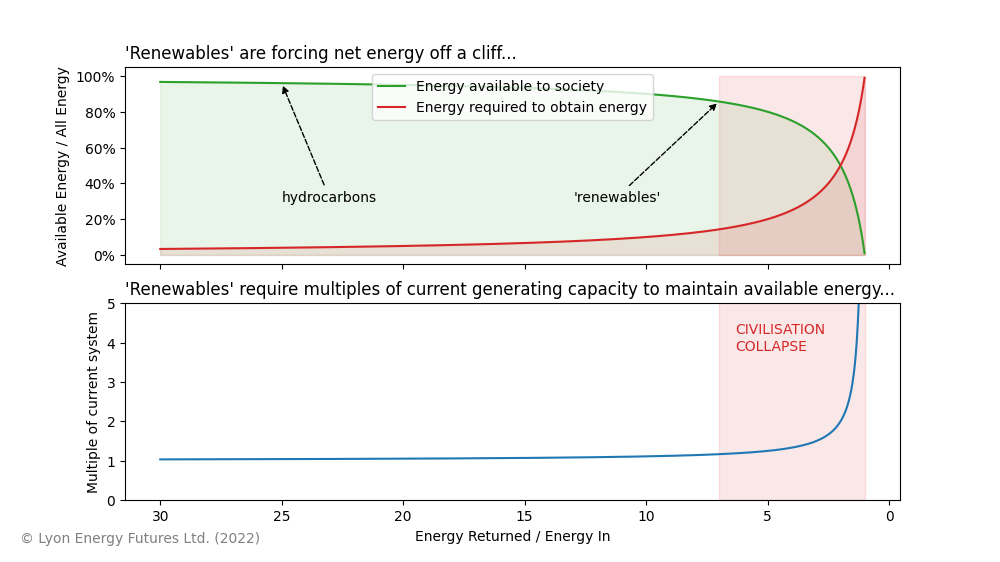 'Renewables' are forcing net energy off a cliff...
Available Energy / All Energy
100%
80%
60%
40%
20%
0%
Energy available to society
Energy required to obtain energy
hydrocarbons
'renewables'
'Renewables' require multiples of current generating capacity to maintain available energy...
Multiple of current system
5
4
3
2
1
0
CIVILISATION
COLLAPSE
30 25 20 15 10 5 0
Energy Returned / Energy In
© Lyon Energy Futures Ltd. (2022)